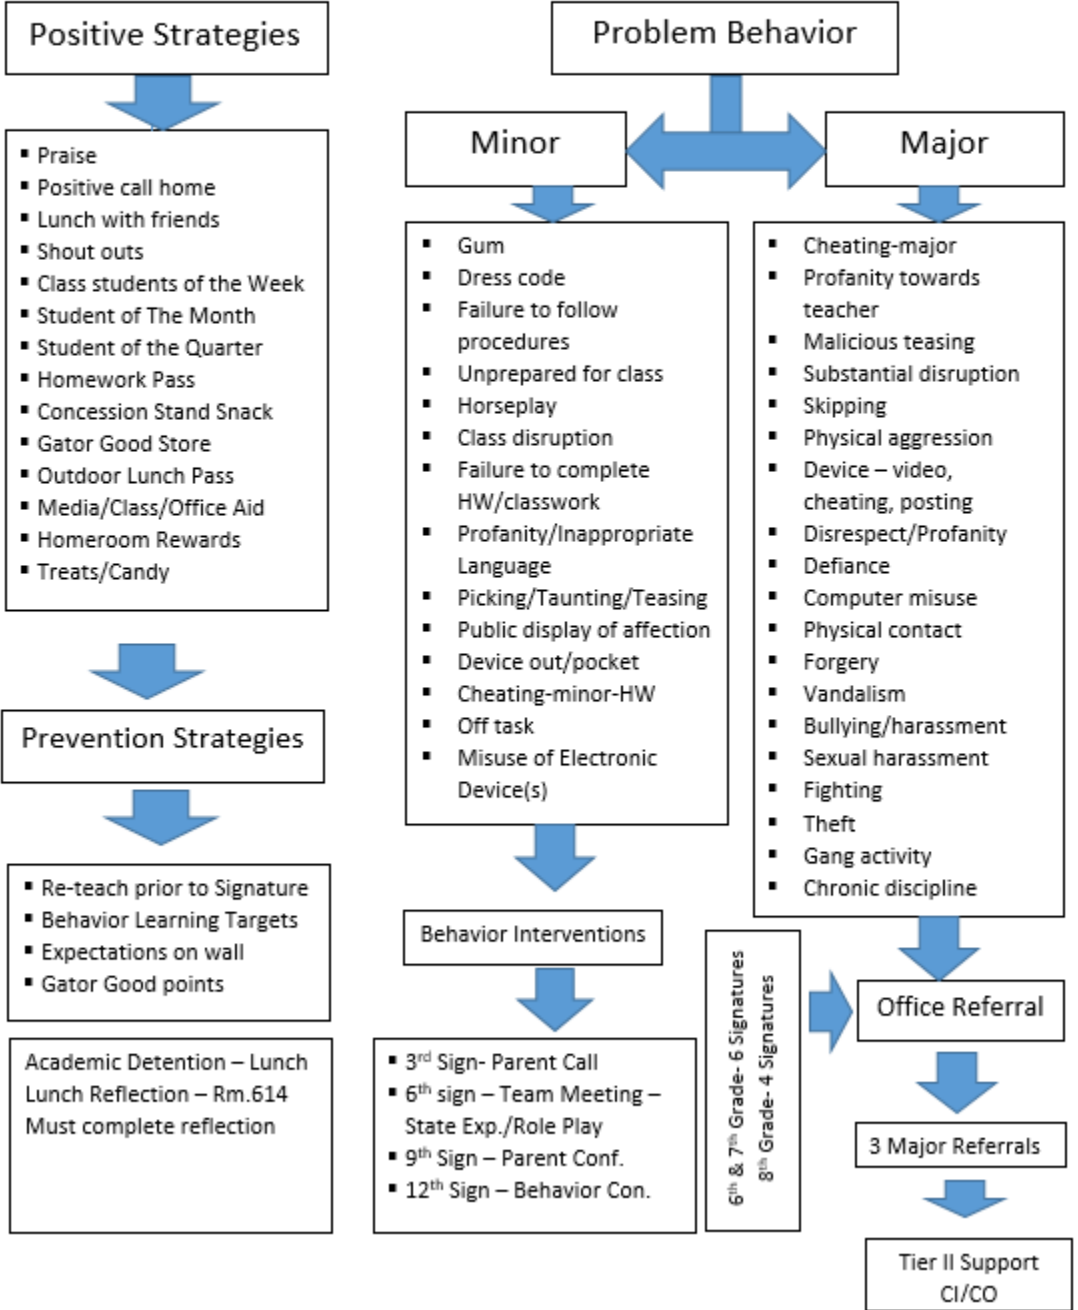 Positive Strategies
▪ Praise
▪ Positive call home
▪ Lunch with friends
▪ Shout outs
▪ Class students of the Week
▪ Student of The Month
▪ Student of the Quarter
▪ Homework Pass
▪ Concession Stand Snack
▪ Gator Good Store
▪ Outdoor Lunch Pass
▪ Media/Class/Office Aid
▪ Homeroom Rewards
▪ Treats/Candy
Prevention Strategies
▪ Re-teach prior to Signature
▪ Behavior Learning Targets
▪ Expectations on wall
▪ Gator Good points
Academic Detention – Lunch
Lunch Reflection – Rm.614
Must complete reflection
Problem Behavior
Minor
▪ Gum
▪ Dress code
▪ Failure to follow
procedures
▪ Unprepared for class
▪ Horseplay
▪ Class disruption
▪ Failure to complete
HW/classwork
▪ Profanity/Inappropriate
Language
▪ Picking/Taunting/Teasing
▪ Public display of affection
▪ Device out/pocket
▪ Cheating-minor-HW
▪ Off task
▪ Misuse of Electronic
Device(s)
Behavior Interventions
▪ 3rd Sign- Parent Call
▪ 6th sign – Team Meeting –
State Exp./Role Play
▪ 9th Sign – Parent Conf.
▪ 12th Sign – Behavior Con.
Major
▪ Cheating-major
▪ Profanity towards
teacher
▪ Malicious teasing
▪ Substantial disruption
▪ Skipping
▪ Physical aggression
▪ Device – video,
cheating, posting
▪ Disrespect/Profanity
▪ Defiance
▪ Computer misuse
▪ Physical contact
▪ Forgery
▪ Vandalism
▪ Bullying/harassment
▪ Sexual harassment
▪ Fighting
▪ Theft
▪ Gang activity
▪ Chronic discipline
6th & 7th Grade- 6 Signatures
8th Grade- 4 Signatures
Office Referral
3 Major Referrals
Tier II Support
CI/CO